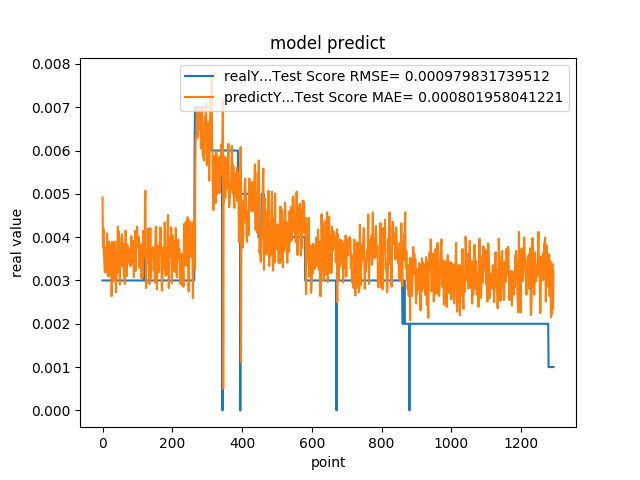 model predict
realY...Test Score RMSE= 0.000979831739512
predictY...Test Score MAE= 0.000801958041221
0.008
0.007
0.006
0.005
0.004
0.003
0.002
0.001
0.000
real value
0 200 400 600 800 1000 1200
point